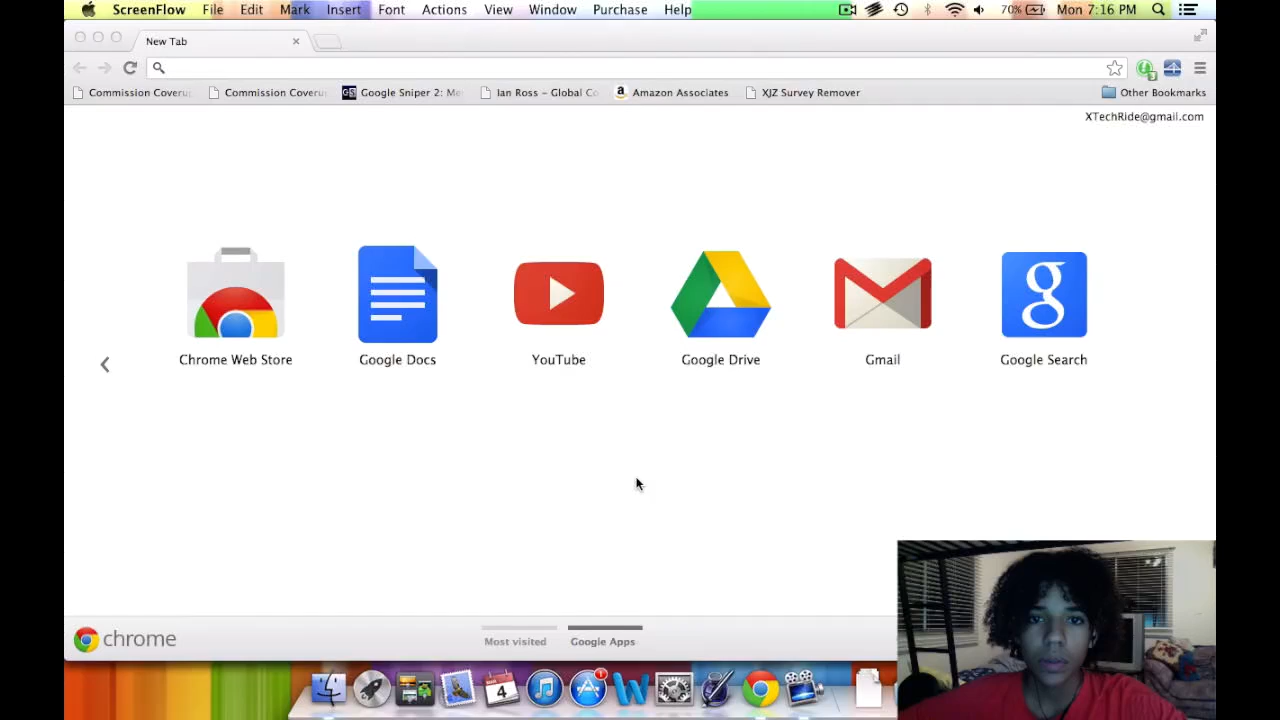 ScreenFlow File Edit Mark Insert Font Actions View Window Purchase Help 70% Mon 7:16 PM
New Tab
Commission Coveru Commission Coveru GS Google Sniper 2: Me Ian Ross – Global Co a Amazon Associates XJZ Survey Remover Other Bookmarks
XTechRide@gmail.com
g
Chrome Web Store Google Docs YouTube Google Drive Gmail Google Search
chrome Most visited Google Apps
4 1 W